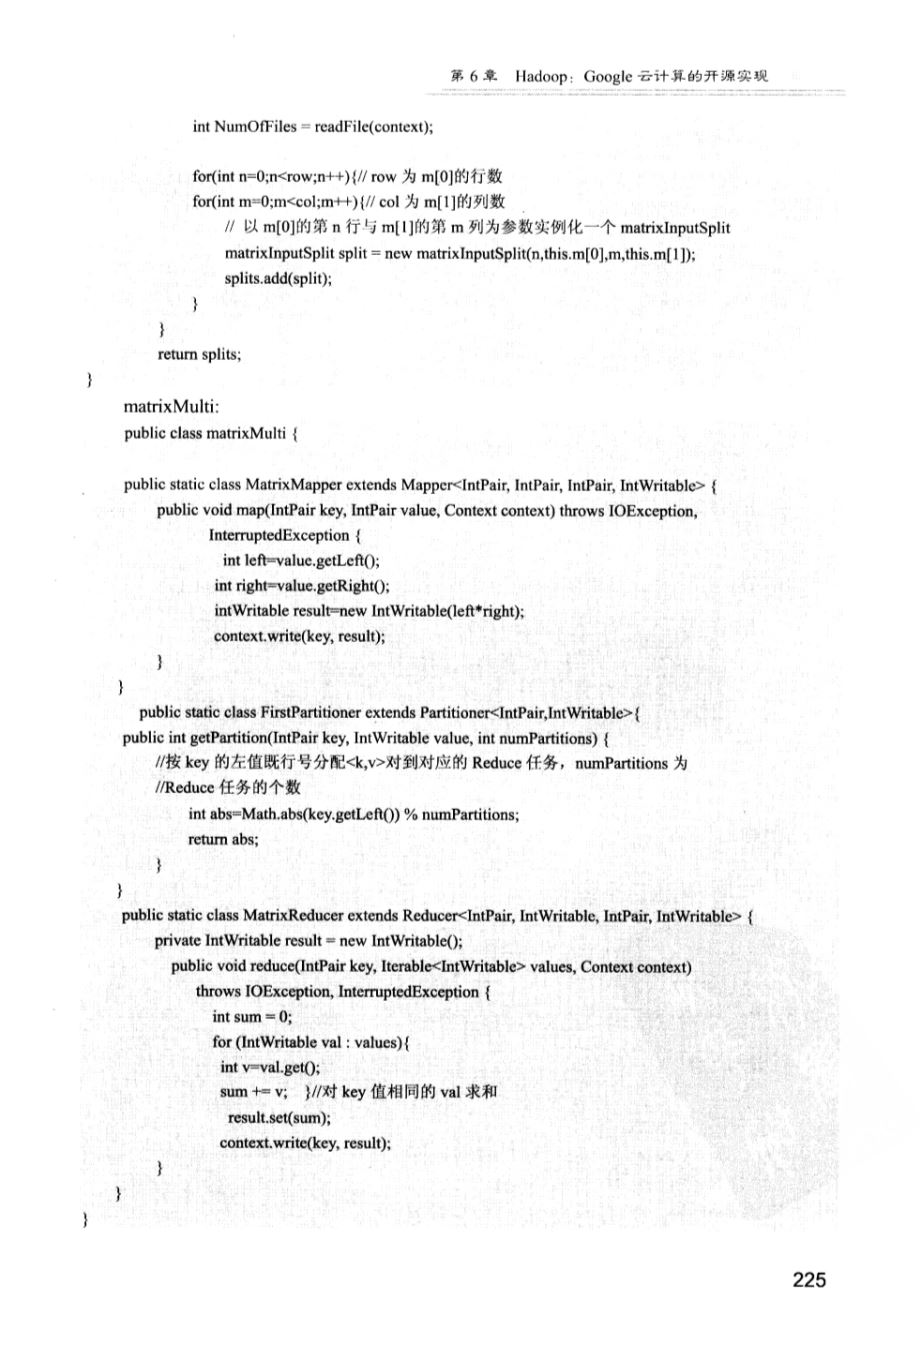 第 6 章 Hadoop：Google 云计算的开源实现
int NumOfFiles = readFile(context);
for(int n=0;n<row;n++){// row 为 m[0]的行数
for(int m=0;m<col;m++){// col 为 m[1]的列数
// 以 m[0]的第 n 行与 m[1]的第 m 列为参数实例化一个 matrixInputSplit
matrixInputSplit split = new matrixInputSplit(n,this.m[0],m,this.m[1]);
splits.add(split);
}
}
return splits;
}
matrixMulti:
public class matrixMulti {
public static class MatrixMapper extends Mapper<IntPair, IntPair, IntPair, IntWritable> {
public void map(IntPair key, IntPair value, Context context) throws IOException,
InterruptedException {
int left=value.getLeft();
int right=value.getRight();
intWritable result=new IntWritable(left*right);
context.write(key, result);
}
}
public static class FirstPartitioner extends Partitioner<IntPair,IntWritable>{
public int getPartition(IntPair key, IntWritable value, int numPartitions) {
//按 key 的左值既行号分配<k,v>对到对应的 Reduce 任务，numPartitions 为
//Reduce 任务的个数
int abs=Math.abs(key.getLeft()) % numPartitions;
return abs;
}
}
public static class MatrixReducer extends Reducer<IntPair, IntWritable, IntPair, IntWritable> {
private IntWritable result = new IntWritable();
public void reduce(IntPair key, Iterable<IntWritable> values, Context context)
throws IOException, InterruptedException {
int sum = 0;
for (IntWritable val : values){
int v=val.get();
sum += v; }//对 key 值相同的 val 求和
result.set(sum);
context.write(key, result);
}
}
}
225